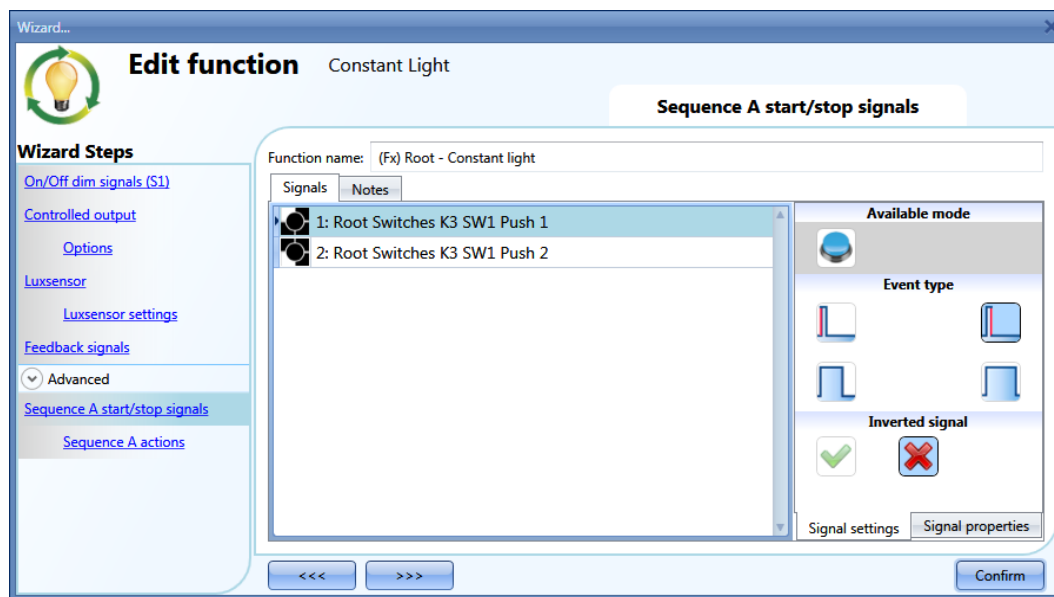 Wizard...
Edit function Constant Light
Sequence A start/stop signals
Wizard Steps
On/Off dim signals (S1)
Controlled output
Options
Luxsensor
Luxsensor settings
Feedback signals
Advanced
Sequence A start/stop signals
Sequence A actions
Function name: (Fx) Root - Constant light
Signals Notes
1: Root Switches K3 SW1 Push 1
2: Root Switches K3 SW1 Push 2
Available mode
Event type
Inverted signal
Signal settings Signal properties
<<< >>> Confirm